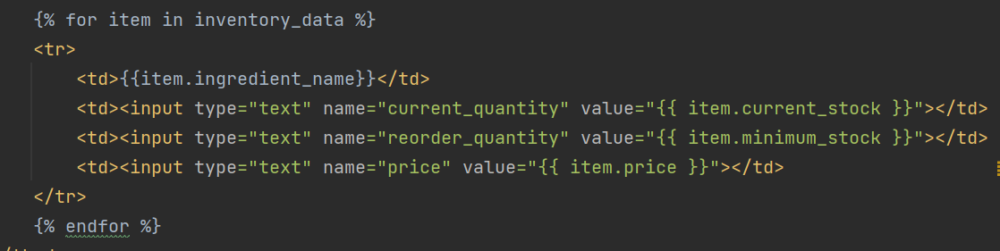 {% for item in inventory_data %}
<tr>
<td>{{item.ingredient_name}}</td>
<td><input type="text" name="current_quantity" value="{{ item.current_stock }}"></td>
<td><input type="text" name="reorder_quantity" value="{{ item.minimum_stock }}"></td>
<td><input type="text" name="price" value="{{ item.price }}"></td>
</tr>
{% endfor %}